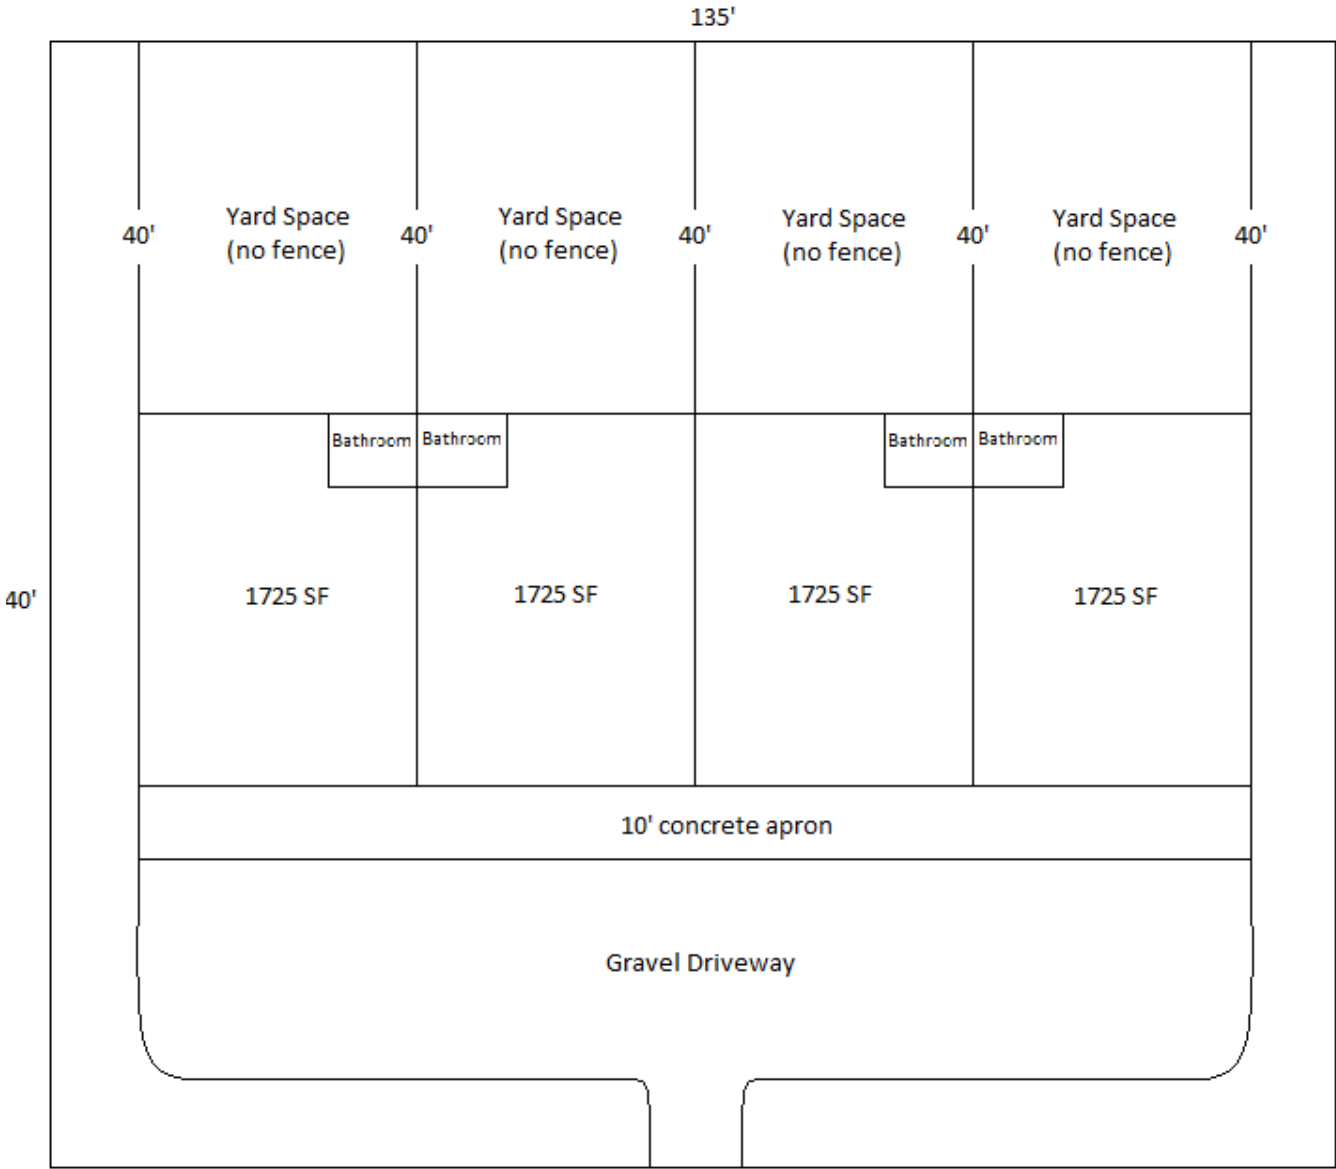 135'
Yard Space
(no fence)
Yard Space
(no fence)
Yard Space
(no fence)
Yard Space
(no fence)
40'
40'
40'
40'
40'
Bathroom
Bathroom
Bathroom
Bathroom
40'
1725 SF
1725 SF
1725 SF
1725 SF
10' concrete apron
Gravel Driveway